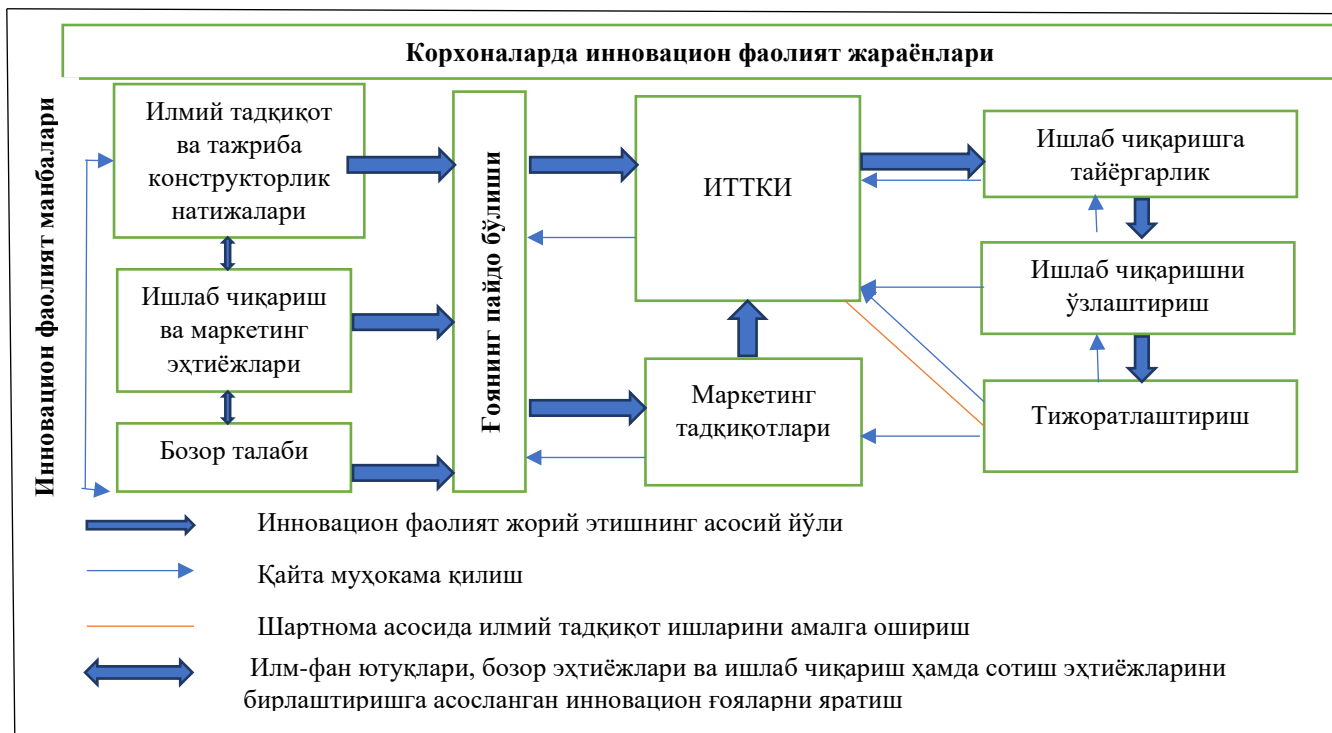 Корхоналарда инновацион фаолият жараёнлари
Инновацион фаолият манбалари
Илмий тадқиқот
ва тажриба
конструкторлик
натижалари
Ишлаб чиқариш
ва маркетинг
эҳтиёжлари
Бозор талаби
Ғоянинг пайдо бўлиши
ИТТКИ
Маркетинг
тадқиқотлари
Ишлаб чиқаришга
тайёргарлик
Ишлаб чиқаришни
ўзлаштириш
Тижоратлаштириш
Инновацион фаолият жорий этишнинг асосий йўли
Қайта муҳокама қилиш
Шартнома асосида илмий тадқиқот ишларини амалга ошириш
Илм-фан ютуқлари, бозор эҳтиёжлари ва ишлаб чиқариш ҳамда сотиш эҳтиёжларини
бирлаштиришга асосланган инновацион ғояларни яратиш